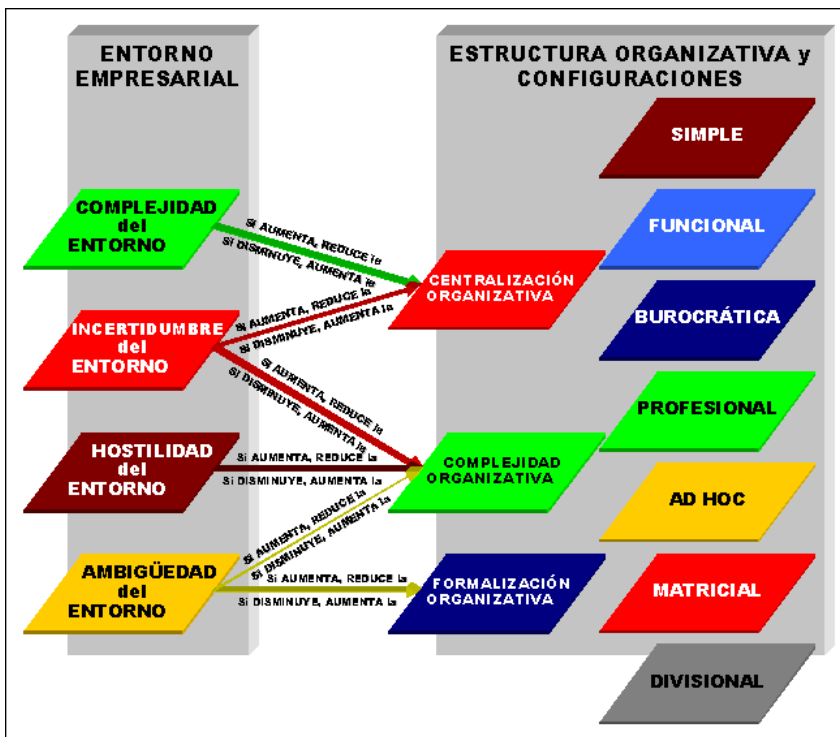 ENTORNO
EMPRESARIAL
ESTRUCTURA ORGANIZATIVA y
CONFIGURACIONES
COMPLEJIDAD
del
ENTORNO
INCERTIDUMBRE
del
ENTORNO
HOSTILIDAD
del
ENTORNO
AMBIGÜEDAD
del
ENTORNO
SI AUMENTA, REDUCE la
SI DISMINUYE, AUMENTA la
SI AUMENTA, REDUCE la
SI DISMINUYE, AUMENTA la
SI AUMENTA, REDUCE la
SI DISMINUYE, AUMENTA la
SI AUMENTA, REDUCE la
SI DISMINUYE, AUMENTA la
SI AUMENTA, REDUCE la
SI DISMINUYE, AUMENTA la
SI AUMENTA, REDUCE la
SI DISMINUYE, AUMENTA la
CENTRALIZACIÓN
ORGANIZATIVA
COMPLEJIDAD
ORGANIZATIVA
FORMALIZACIÓN
ORGANIZATIVA
SIMPLE
FUNCIONAL
BUROCRÁTICA
PROFESIONAL
AD HOC
MATRICIAL
DIVISIONAL